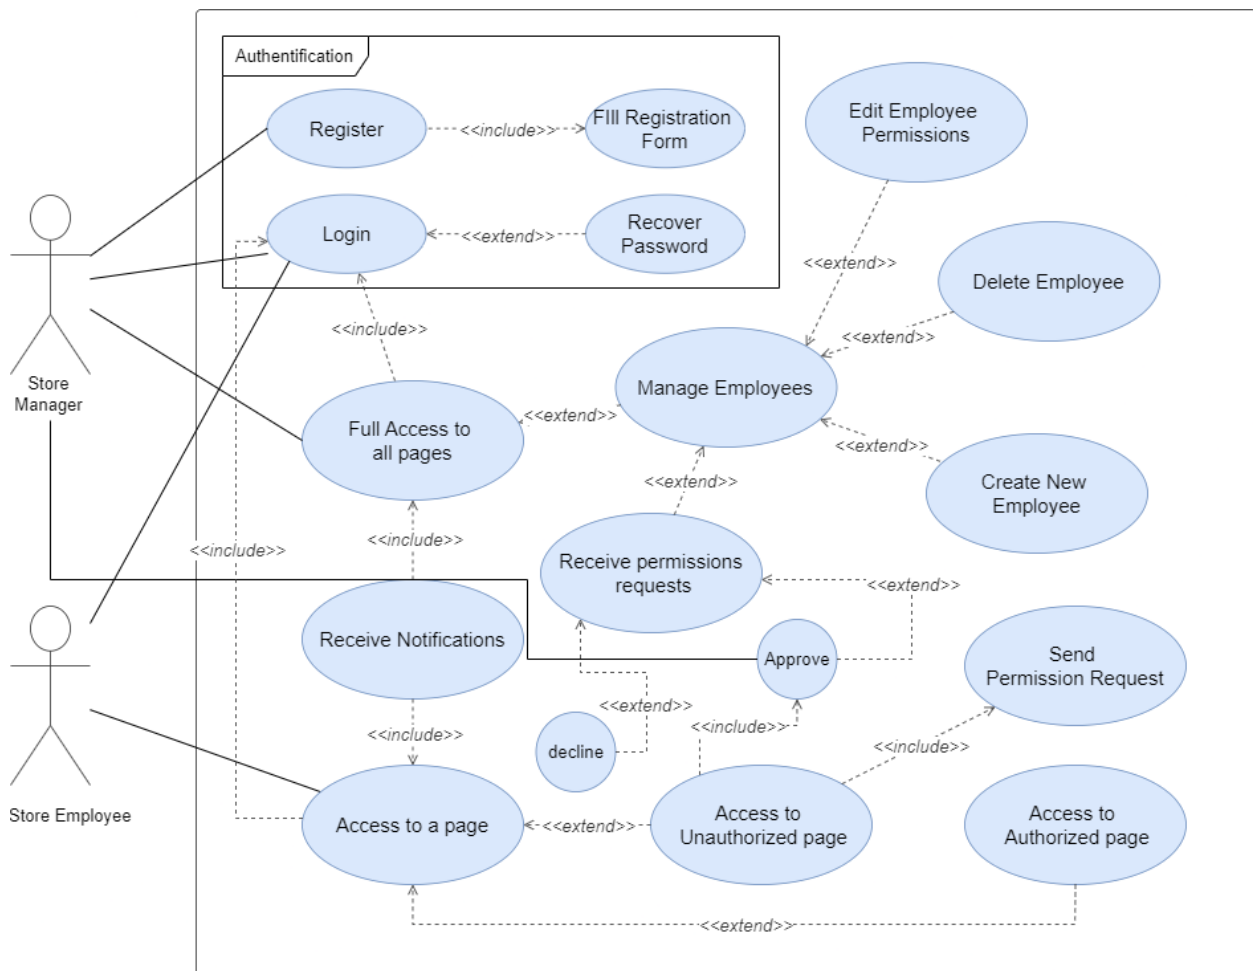 Authentification
Register
<<include>>
FIll Registration
Form
Edit Employee
Permissions
Login
<<extend>>
Recover
Password
<<extend>>
Delete Employee
<<include>>
<<extend>>
Store
Manager
Manage Employees
Full Access to
all pages
<<extend>>
<<extend>>
<<extend>>
Create New
Employee
<<include>>
<<include>>
Receive permissions
requests
<<extend>>
Receive Notifications
Approve
Send
Permission Request
<<include>>
<<extend>>
<<include>>
<<include>>
decline
Store Employee
Access to a page
<<extend>>
Access to
Unauthorized page
Access to
Authorized page
<<extend>>